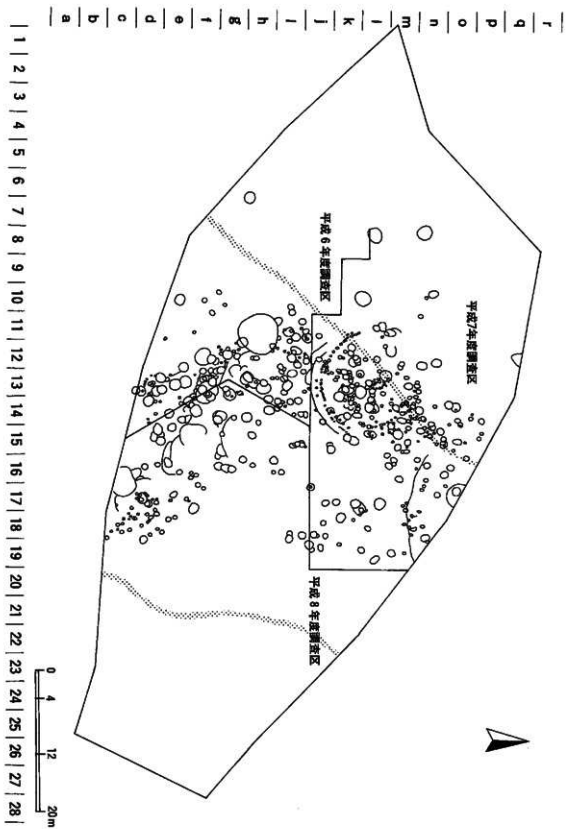 a | b | c | d | e | f | g | h | i | j | k | l | m | n | o | p | q | r |
| 1 | 2 | 3 | 4 | 5 | 6 | 7 | 8 | 9 | 10 | 11 | 12 | 13 | 14 | 15 | 16 | 17 | 18 | 19 | 20 | 21 | 22 | 23 | 24 | 25 | 26 | 27 | 28 |
平成6年度調査区
平成7年度調査区
平成8年度調査区
0 4 12 20m